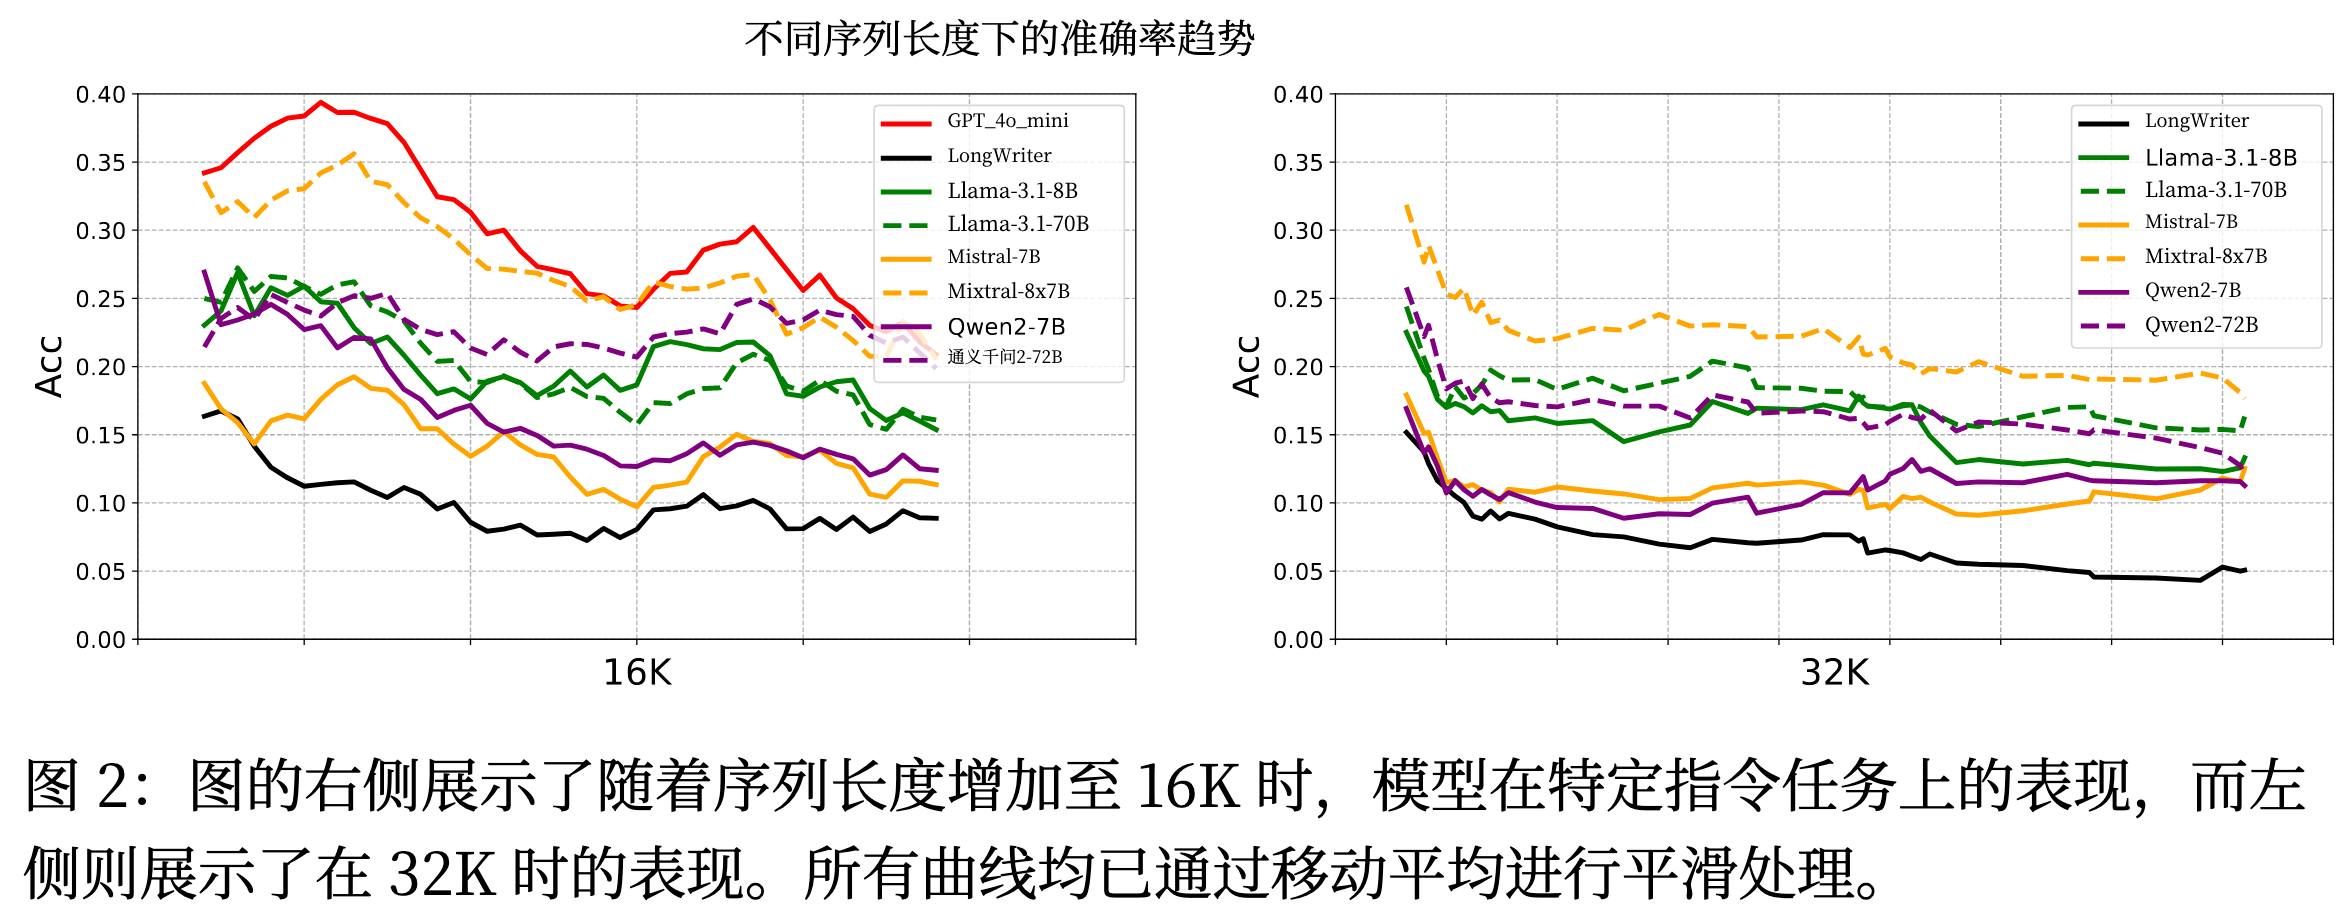 不同序列长度下的准确率趋势
0.40
0.35
0.30
0.25
0.20
0.15
0.10
0.05
0.00
Acc
16K
GPT_4o_mini
LongWriter
Llama-3.1-8B
Llama-3.1-70B
Mistral-7B
Mixtral-8x7B
Qwen2-7B
通义千问2-72B
0.40
0.35
0.30
0.25
0.20
0.15
0.10
0.05
0.00
Acc
32K
LongWriter
Llama-3.1-8B
Llama-3.1-70B
Mistral-7B
Mixtral-8x7B
Qwen2-7B
Qwen2-72B
图 2：图的右侧展示了随着序列长度增加至 16K 时，模型在特定指令任务上的表现，而左
侧则展示了在 32K 时的表现。所有曲线均已通过移动平均进行平滑处理。